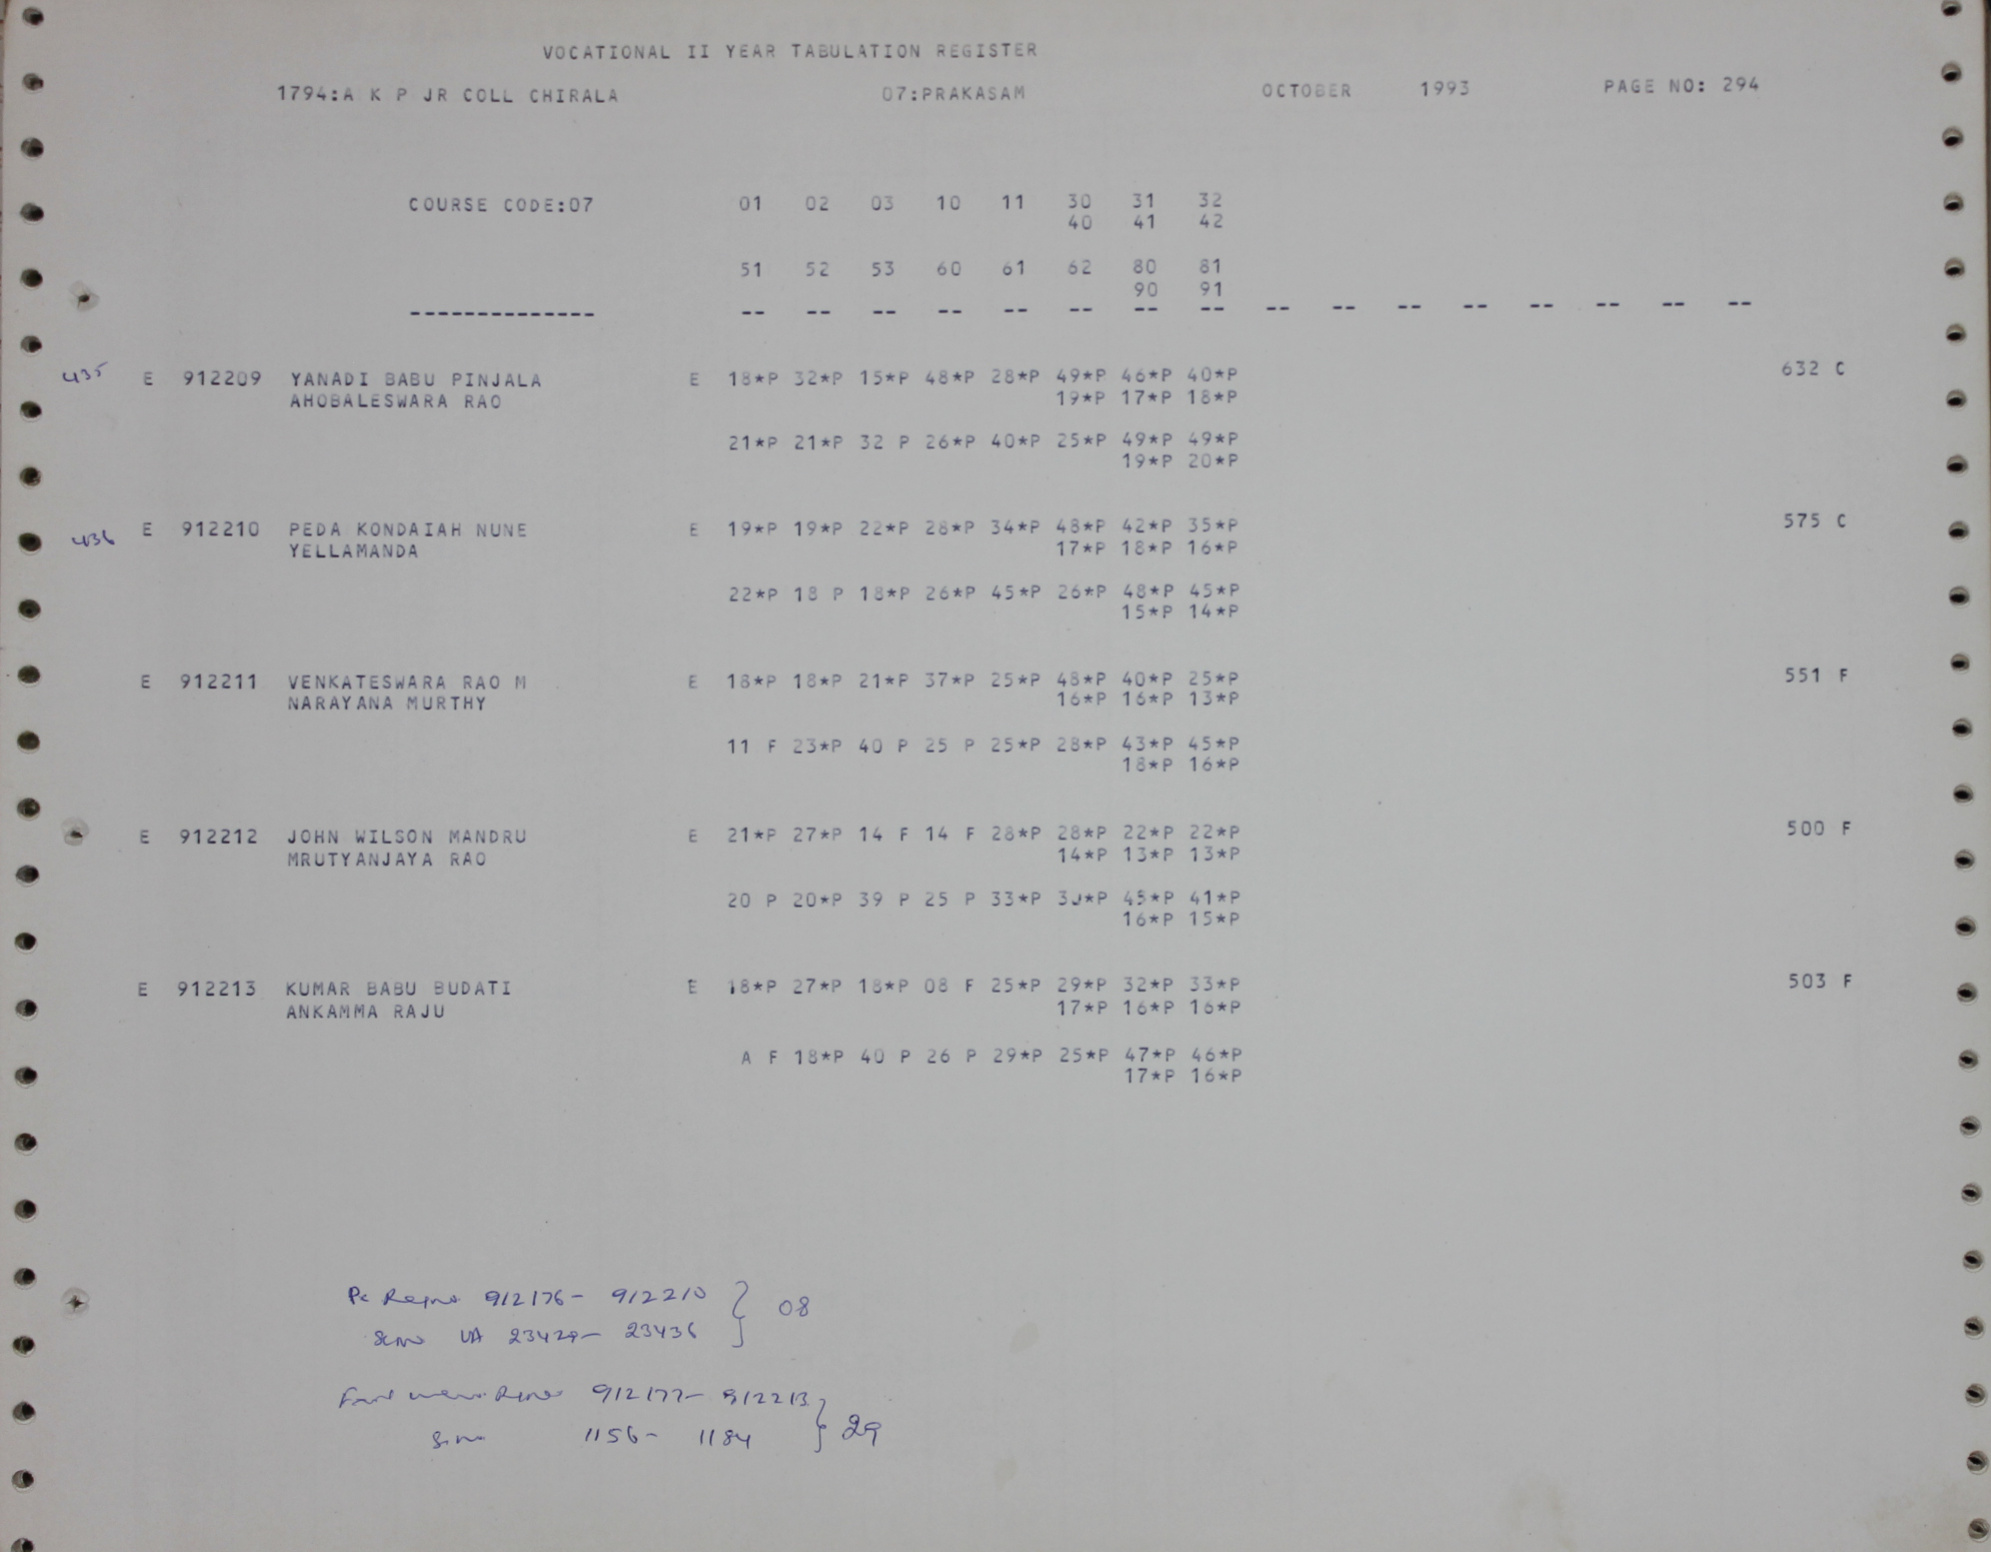 VOCATIONAL II YEAR TABULATION REGISTER
1794:A K P JR COLL CHIRALA 07:PRAKASAM OCTOBER 1993 PAGE NO: 294
COURSE CODE:07 01 02 03 10 11 30 31 32
40 41 42
51 52 53 60 61 62 80 81
90 91
-------------- -- -- -- -- -- -- -- -- -- -- -- -- -- -- -- --
435 E 912209 YANADI BABU PINJALA E 18*P 32*P 15*P 48*P 28*P 49*P 46*P 40*P 632 C
AHOBALESWARA RAO 19*P 17*P 18*P
21*P 21*P 32 P 26*P 40*P 25*P 49*P 49*P
19*P 20*P
436 E 912210 PEDA KONDAIAH NUNE E 19*P 19*P 22*P 28*P 34*P 48*P 42*P 35*P 575 C
YELLAMANDA 17*P 18*P 16*P
22*P 18 P 18*P 26*P 45*P 26*P 48*P 45*P
15*P 14*P
E 912211 VENKATESWARA RAO M E 18*P 18*P 21*P 37*P 25*P 48*P 40*P 25*P 551 F
NARAYANA MURTHY 16*P 16*P 13*P
11 F 23*P 40 P 25 P 25*P 28*P 43*P 45*P
18*P 16*P
E 912212 JOHN WILSON MANDRU E 21*P 27*P 14 F 14 F 28*P 28*P 22*P 22*P 500 F
MRUTYANJAYA RAO 14*P 13*P 13*P
20 P 20*P 39 P 25 P 33*P 30*P 45*P 41*P
16*P 15*P
E 912213 KUMAR BABU BUDATI E 18*P 27*P 18*P 08 F 25*P 29*P 32*P 33*P 503 F
ANKAMMA RAJU 17*P 16*P 16*P
A F 18*P 40 P 26 P 29*P 25*P 47*P 46*P
17*P 16*P
Pc Regno 912176- 912210 } 08
Slno VA 23429- 23436
912177- 912213 } 29
Slno 1156- 1184